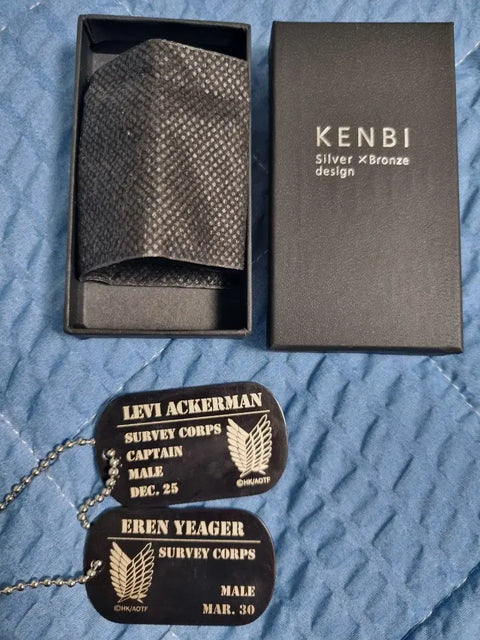 KENBI
Silver ×Bronze
design
LEVI ACKERMAN
SURVEY CORPS
CAPTAIN
MALE
DEC. 25
©HK/AOTF
EREN YEAGER
SURVEY CORPS
MALE
MAR. 30
©HK/AOTF